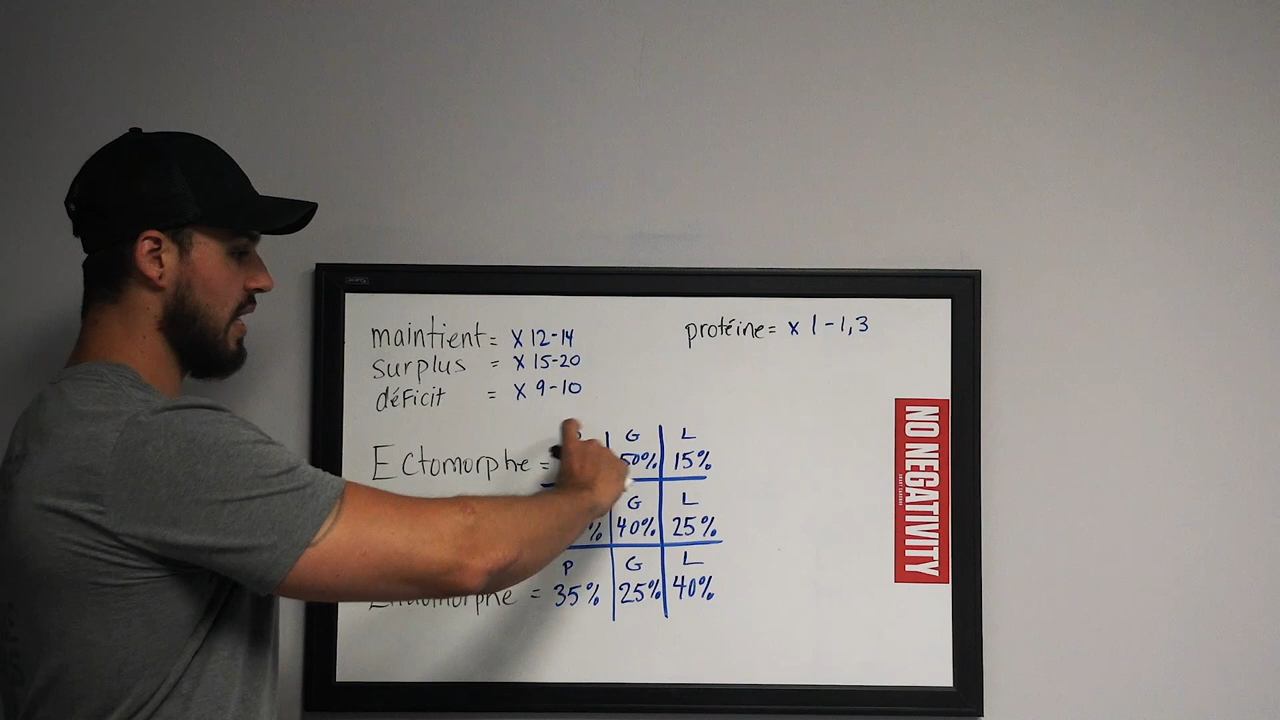 maintient = X 12-14
protéine = x 1-1,3
surplus = X 15-20
déficit = X 9-10
G L
Ectomorphe = 50% 15%
G L
% 40% 25%
P G L
= 35% 25% 40%
NO NEGATIVITY